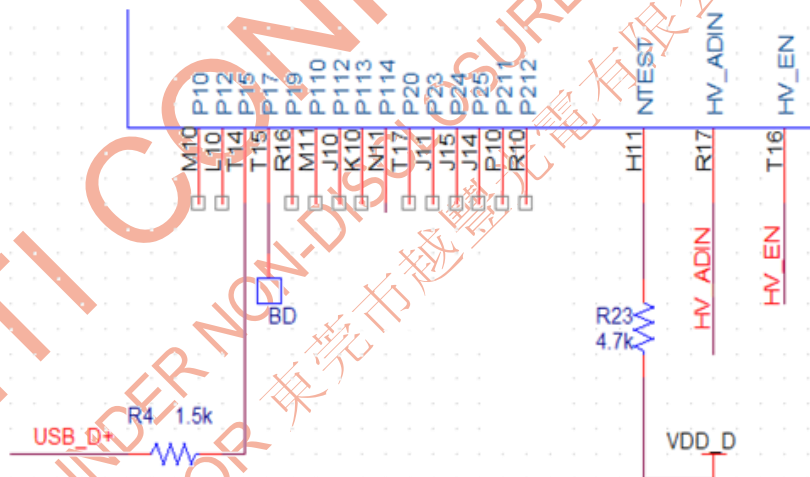 P10
P12
P15
P17
P19
P110
P112
P113
P114
P20
P23
P24
P25
P211
P212
NTEST
HV_ADIN
HV_EN
M10
L10
T14
T15
R16
M11
J10
K10
N11
T17
J11
J15
J14
P10
R10
H11
R17
T16
HV_ADIN
HV_EN
BD
R23
4.7k
R4 1.5k
USB_D+
VDD_D
UNDER NON-DISCLOSURE
東莞市越豐光電有限公